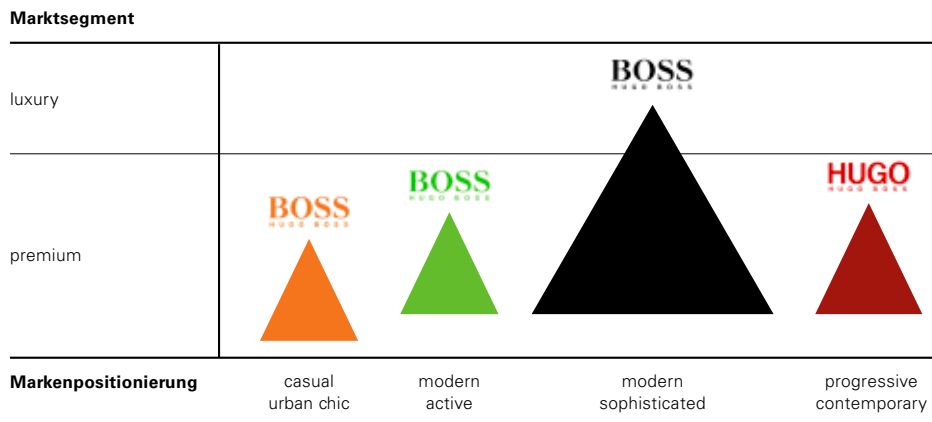 Marktsegment
luxury
BOSS
HUGO BOSS
premium
BOSS
HUGO BOSS
BOSS
HUGO BOSS
HUGO
HUGO BOSS
Markenpositionierung
casual
urban chic
modern
active
modern
sophisticated
progressive
contemporary